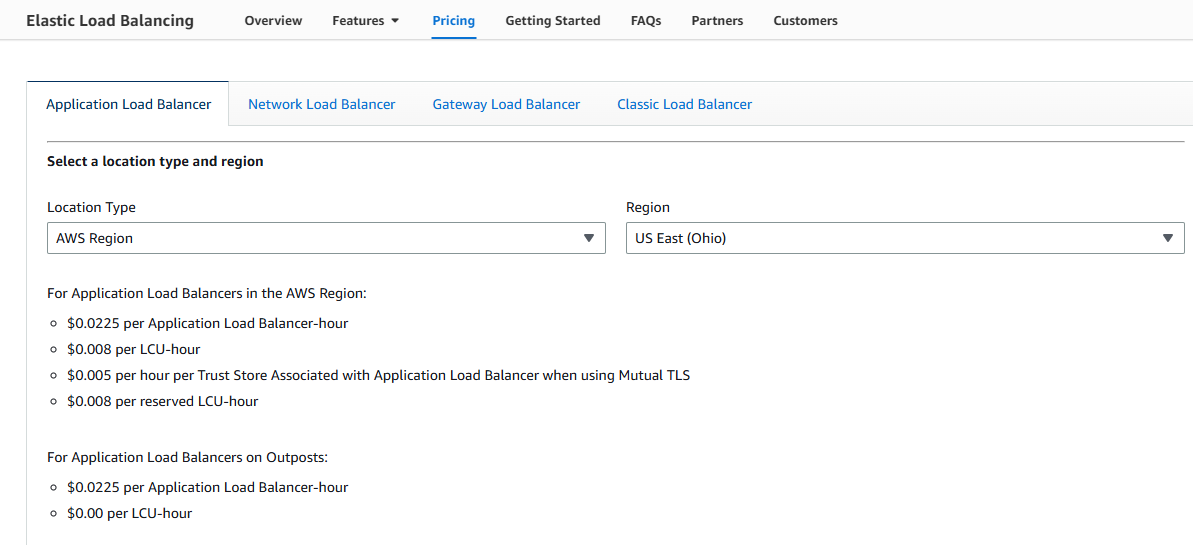 Elastic Load Balancing Overview Features Pricing Getting Started FAQs Partners Customers
Application Load Balancer Network Load Balancer Gateway Load Balancer Classic Load Balancer
Select a location type and region
Location Type Region
AWS Region US East (Ohio)
For Application Load Balancers in the AWS Region:
$0.0225 per Application Load Balancer-hour
$0.008 per LCU-hour
$0.005 per hour per Trust Store Associated with Application Load Balancer when using Mutual TLS
$0.008 per reserved LCU-hour
For Application Load Balancers on Outposts:
$0.0225 per Application Load Balancer-hour
$0.00 per LCU-hour